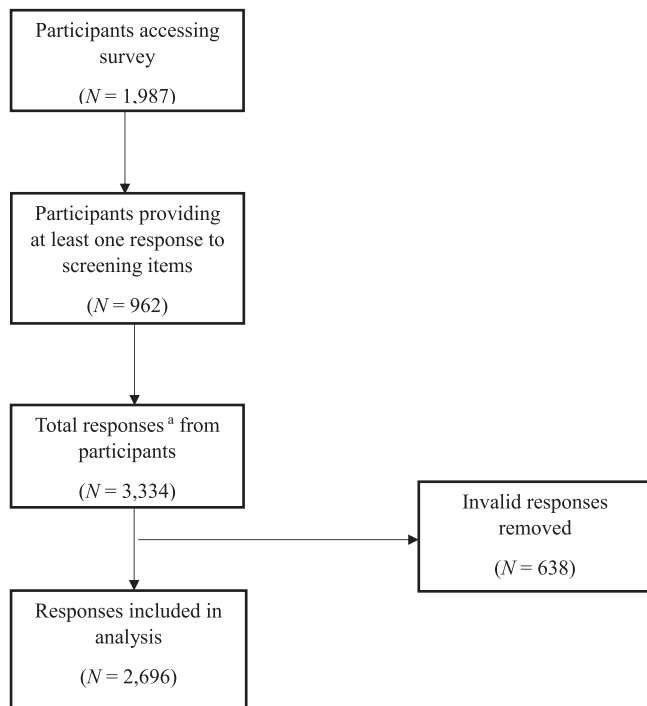 Participants accessing
survey
(N = 1,987)
Participants providing
at least one response to
screening items
(N = 962)
Total responses a from
participants
(N = 3,334)
Invalid responses
removed
(N = 638)
Responses included in
analysis
(N = 2,696)